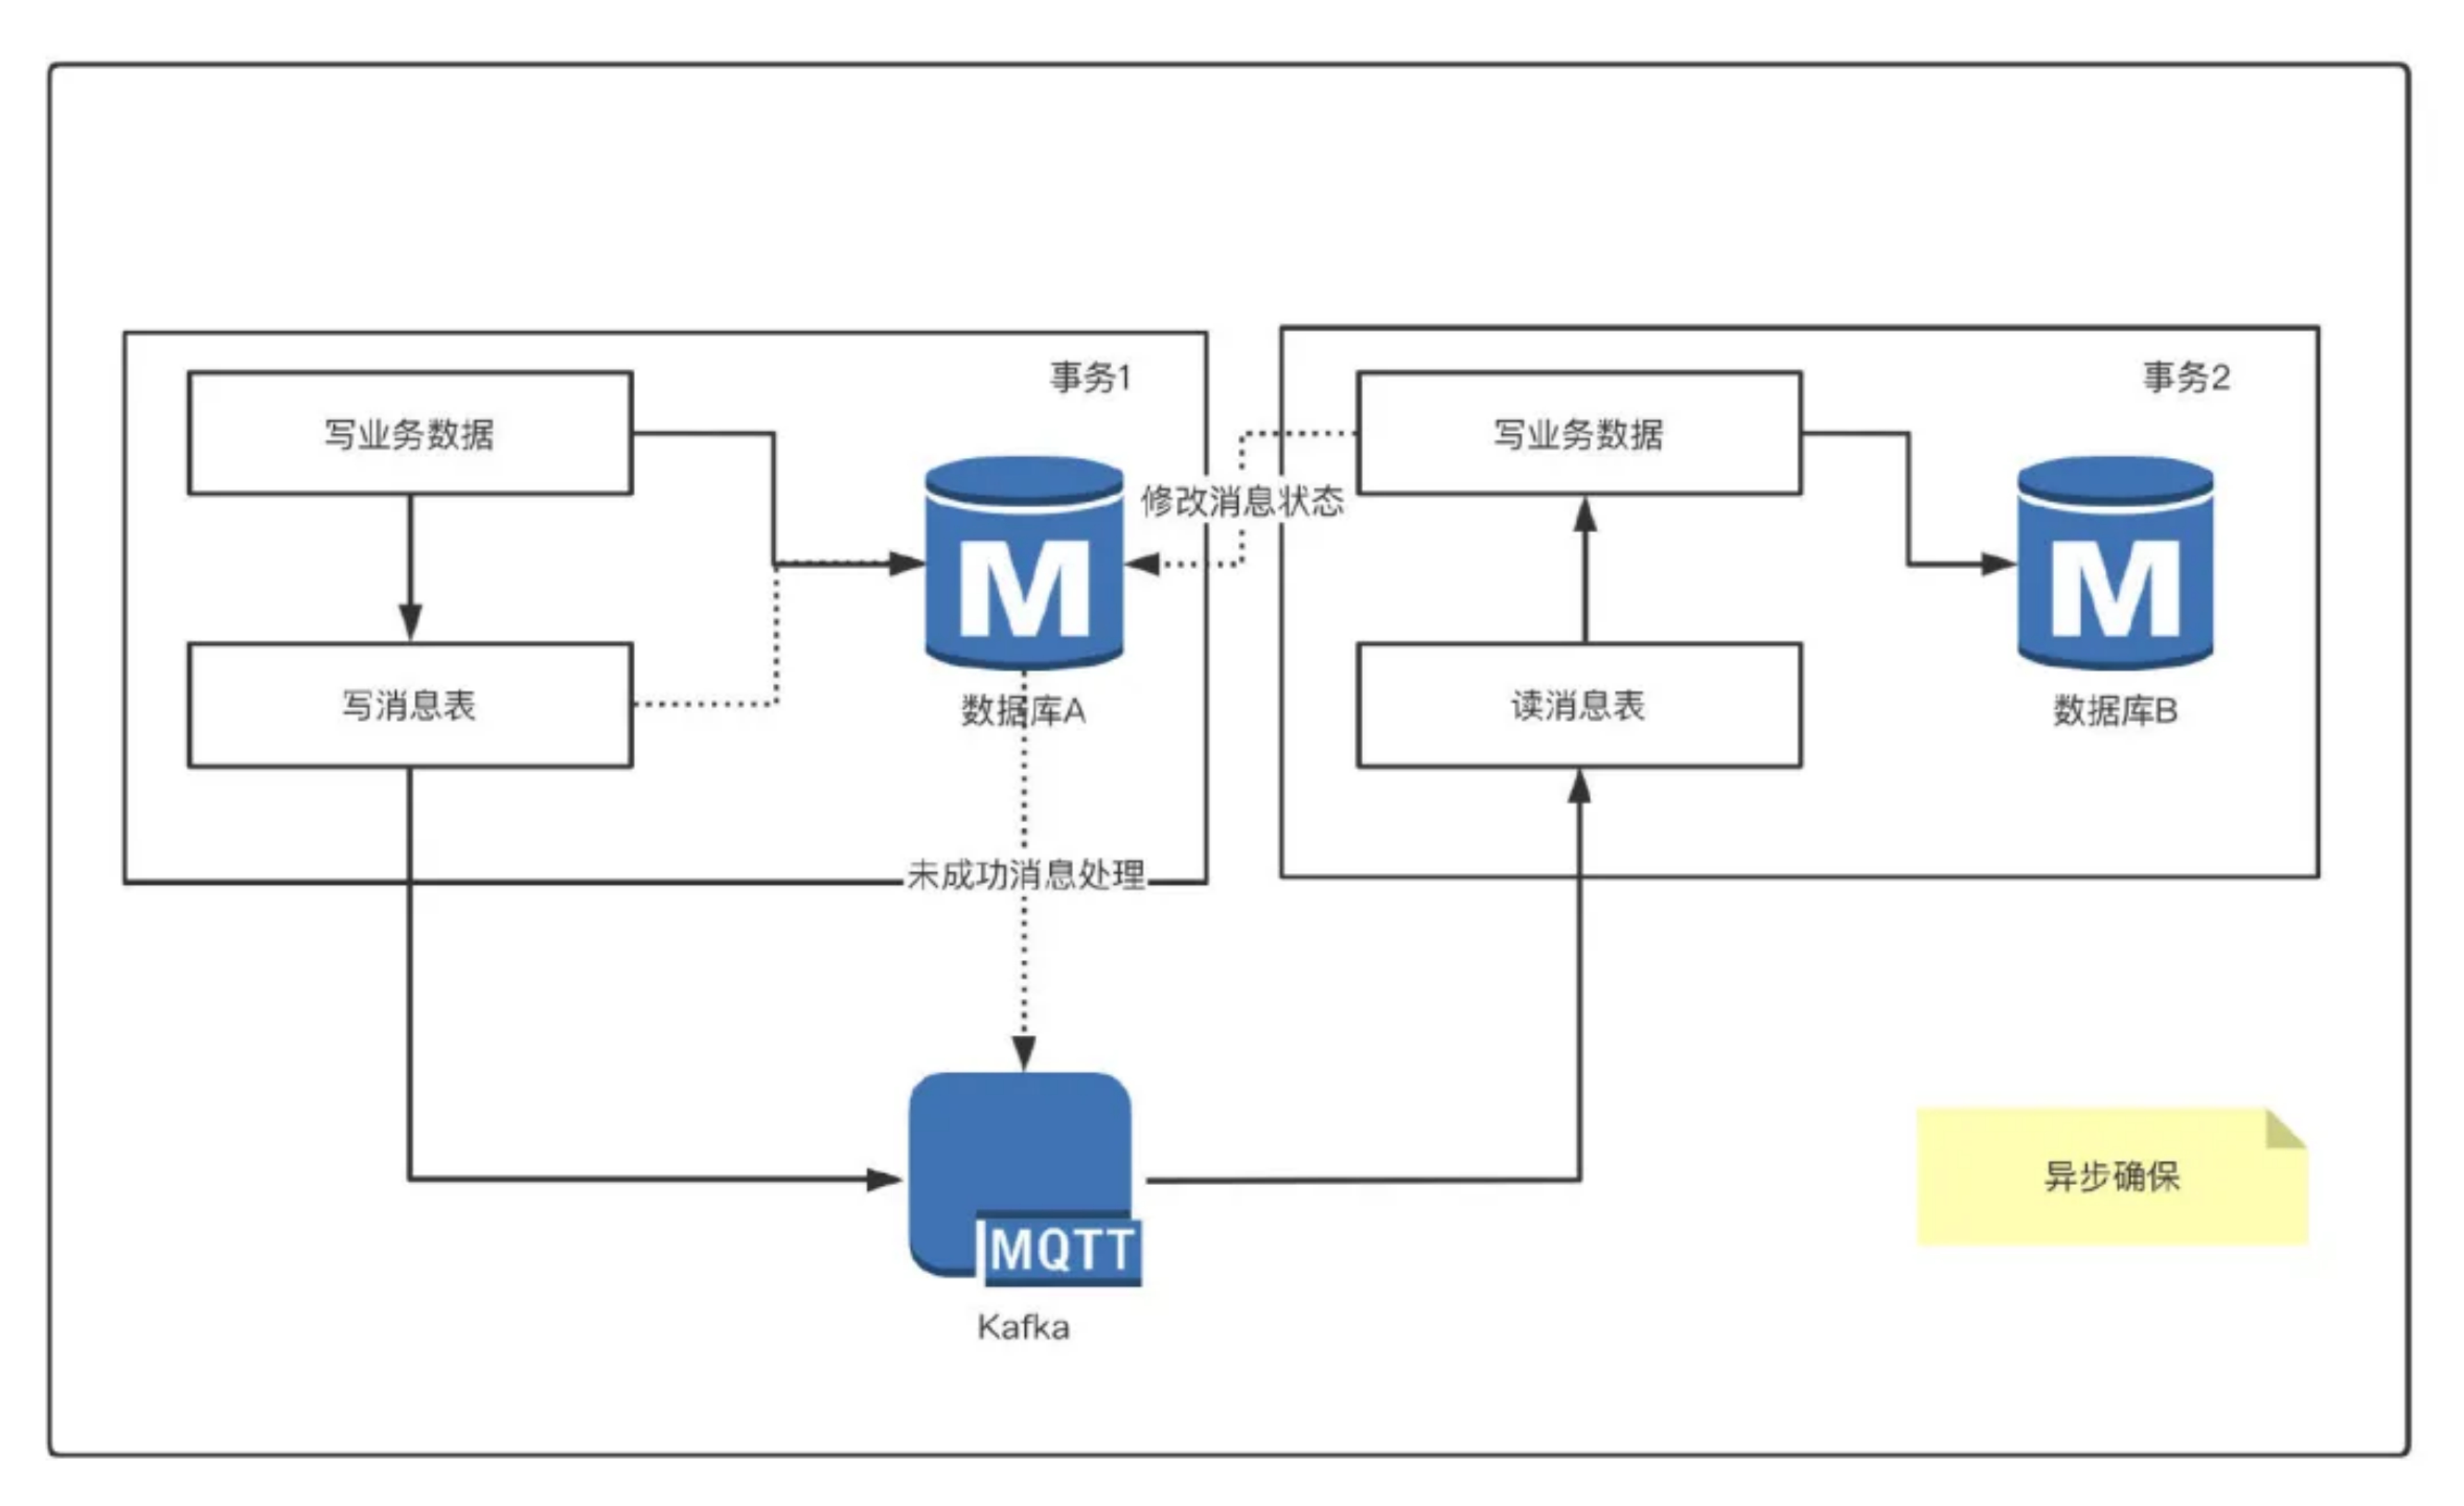 事务1
写业务数据
写消息表
M
数据库A
修改消息状态
事务2
写业务数据
读消息表
M
数据库B
未成功消息处理
MQTT
Kafka
异步确保